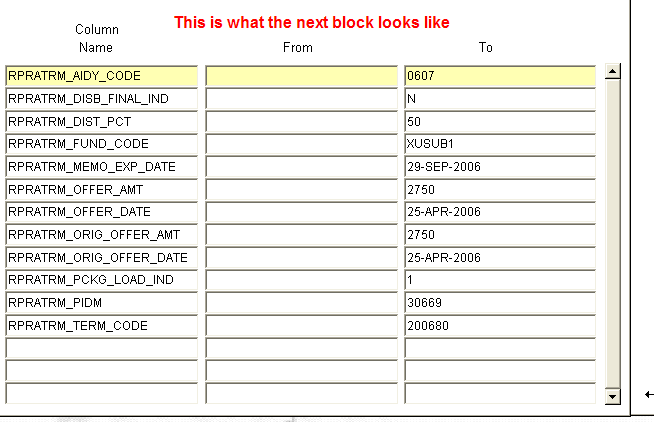 This is what the next block looks like
Column
Name From To
RPRATRM_AIDY_CODE 0607
RPRATRM_DISB_FINAL_IND N
RPRATRM_DIST_PCT 50
RPRATRM_FUND_CODE XUSUB1
RPRATRM_MEMO_EXP_DATE 29-SEP-2006
RPRATRM_OFFER_AMT 2750
RPRATRM_OFFER_DATE 25-APR-2006
RPRATRM_ORIG_OFFER_AMT 2750
RPRATRM_ORIG_OFFER_DATE 25-APR-2006
RPRATRM_PCKG_LOAD_IND 1
RPRATRM_PIDM 30669
RPRATRM_TERM_CODE 200680